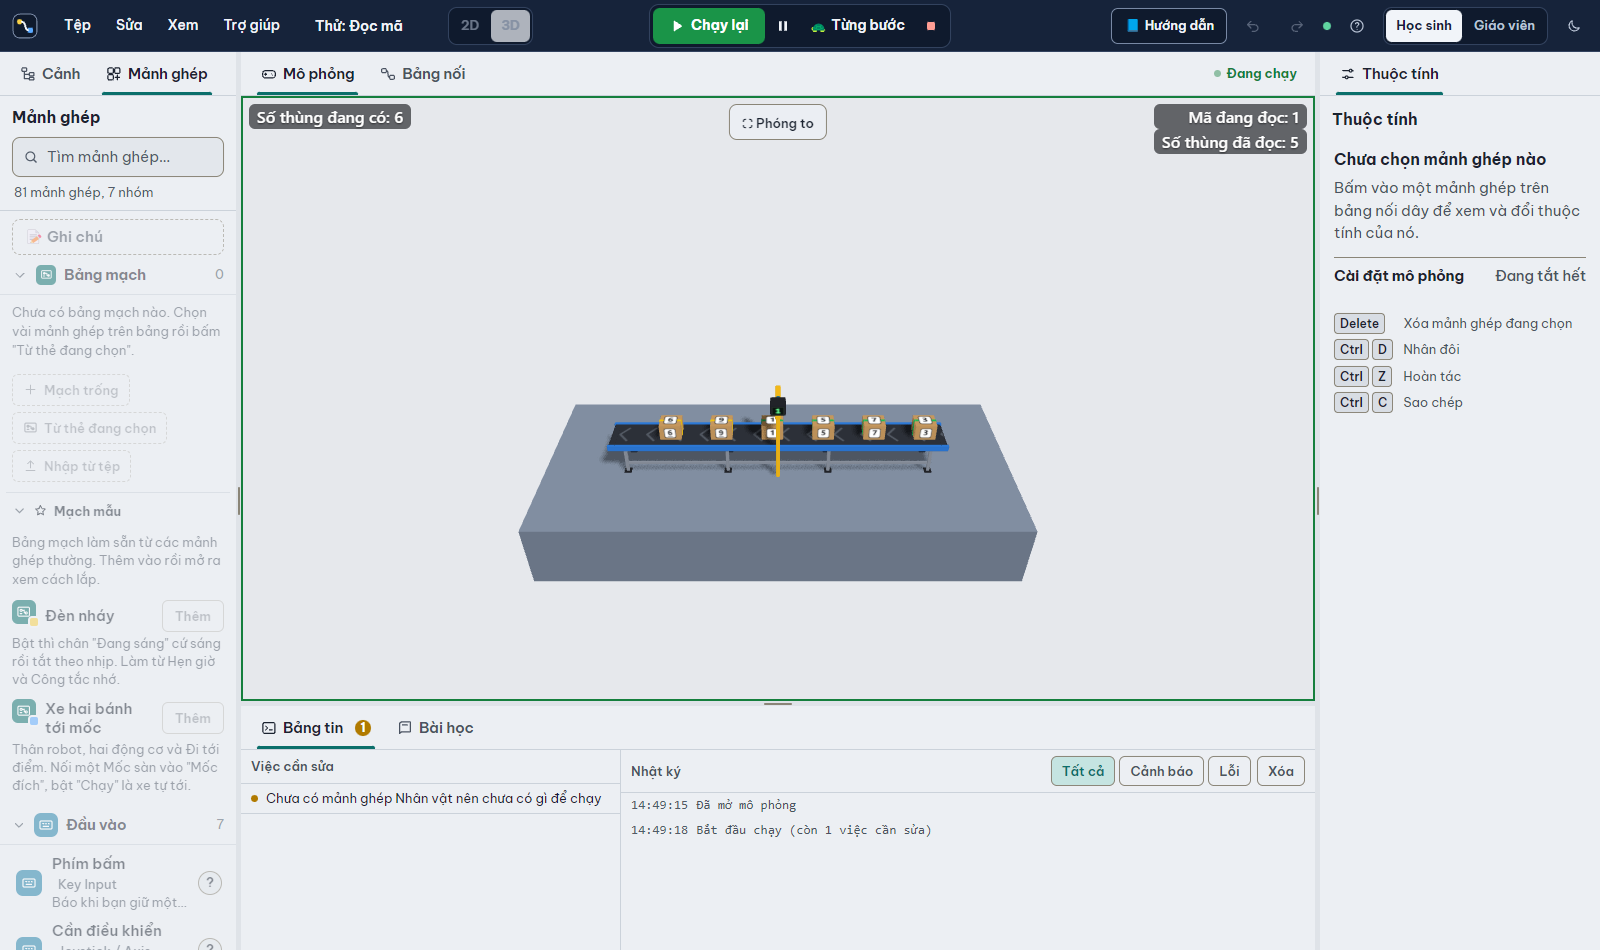 Tệp
Sửa
Xem
Trợ giúp
Thử: Đọc mã
2D
3D
Chạy lại
Từng bước
Hướng dẫn
Học sinh
Giáo viên
Cảnh
Mảnh ghép
Mảnh ghép
Tìm mảnh ghép...
81 mảnh ghép, 7 nhóm
Ghi chú
Bảng mạch
0
Chưa có bảng mạch nào. Chọn
vài mảnh ghép trên bảng rồi bấm
"Từ thẻ đang chọn".
Mạch trống
Từ thẻ đang chọn
Nhập từ tệp
Mạch mẫu
Bảng mạch làm sẵn từ các mảnh
ghép thường. Thêm vào rồi mở ra
xem cách lắp.
Đèn nháy
Thêm
Bật thì chân "Đang sáng" cứ sáng
rồi tắt theo nhịp. Làm từ Hẹn giờ
và Công tắc nhớ.
Xe hai bánh
tới mốc
Thêm
Thân robot, hai động cơ và Đi tới
điểm. Nối một Mốc sàn vào "Mốc
đích", bật "Chạy" là xe tự tới.
Đầu vào
7
Phím bấm
Key Input
Báo khi bạn giữ một...
?
Cần điều khiển
Mô phỏng
Bảng nối
Đang chạy
Số thùng đang có: 6
Phóng to
Mã đang đọc: 1
Số thùng đã đọc: 5
6
9
1
5
7
3
6
9
1
5
7
3
Bảng tin
1
Bài học
Việc cần sửa
Chưa có mảnh ghép Nhân vật nên chưa có gì để chạy
Nhật ký
Tất cả
Cảnh báo
Lỗi
Xóa
14:49:15 Đã mở mô phỏng
14:49:18 Bắt đầu chạy (còn 1 việc cần sửa)
Thuộc tính
Thuộc tính
Chưa chọn mảnh ghép nào
Bấm vào một mảnh ghép trên
bảng nối dây để xem và đổi thuộc
tính của nó.
Cài đặt mô phỏng
Đang tắt hết
Delete
Xóa mảnh ghép đang chọn
Ctrl D
Nhân đôi
Ctrl Z
Hoàn tác
Ctrl C
Sao chép